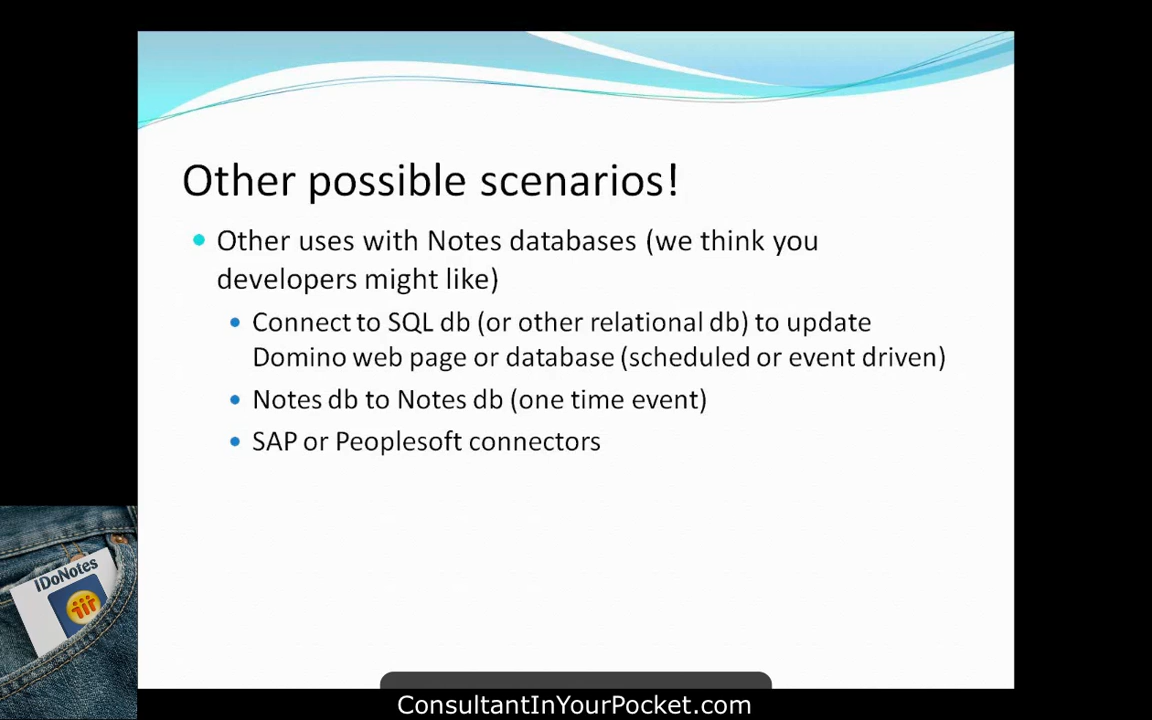 Other possible scenarios!
Other uses with Notes databases (we think you
developers might like)
Connect to SQL db (or other relational db) to update
Domino web page or database (scheduled or event driven)
Notes db to Notes db (one time event)
SAP or Peoplesoft connectors
IDoNotes
ConsultantInYourPocket.com